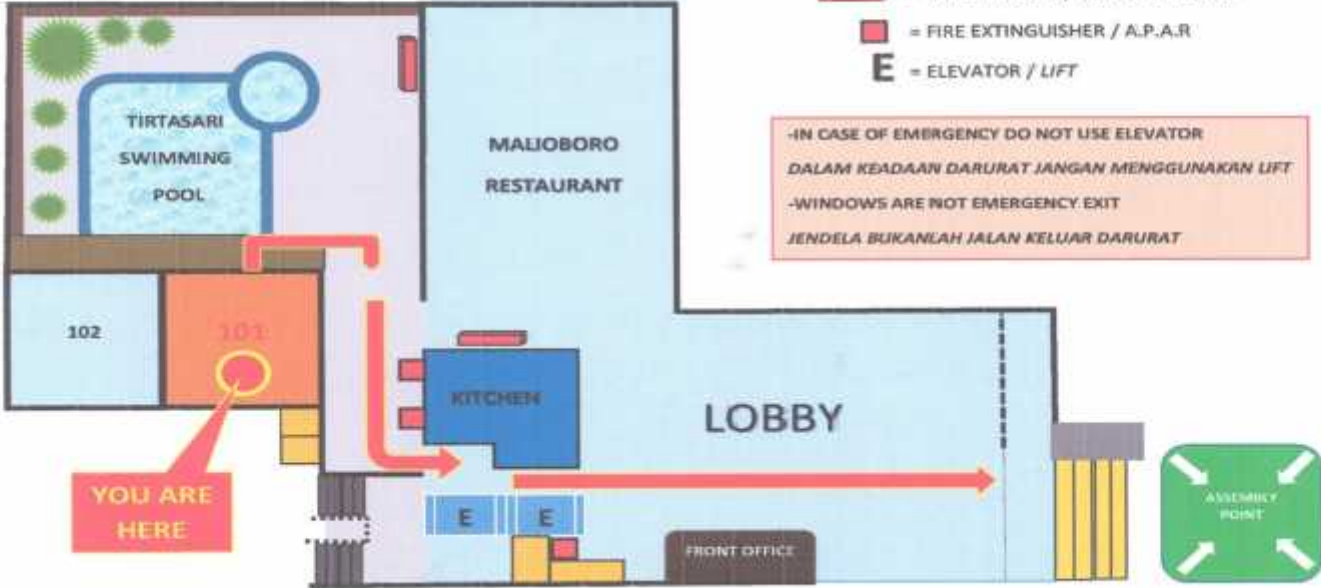 = FIRE EXTINGUISHER / A.P.A.R
E = ELEVATOR / LIFT
-IN CASE OF EMERGENCY DO NOT USE ELEVATOR
DALAM KEADAAN DARURAT JANGAN MENGGUNAKAN LIFT
-WINDOWS ARE NOT EMERGENCY EXIT
JENDELA BUKANLAH JALAN KELUAR DARURAT
TIRTASARI
SWIMMING
POOL
MALIOBORO
RESTAURANT
102
101
KITCHEN
LOBBY
YOU ARE
HERE
E
E
FRONT OFFICE
ASSEMBLY
POINT